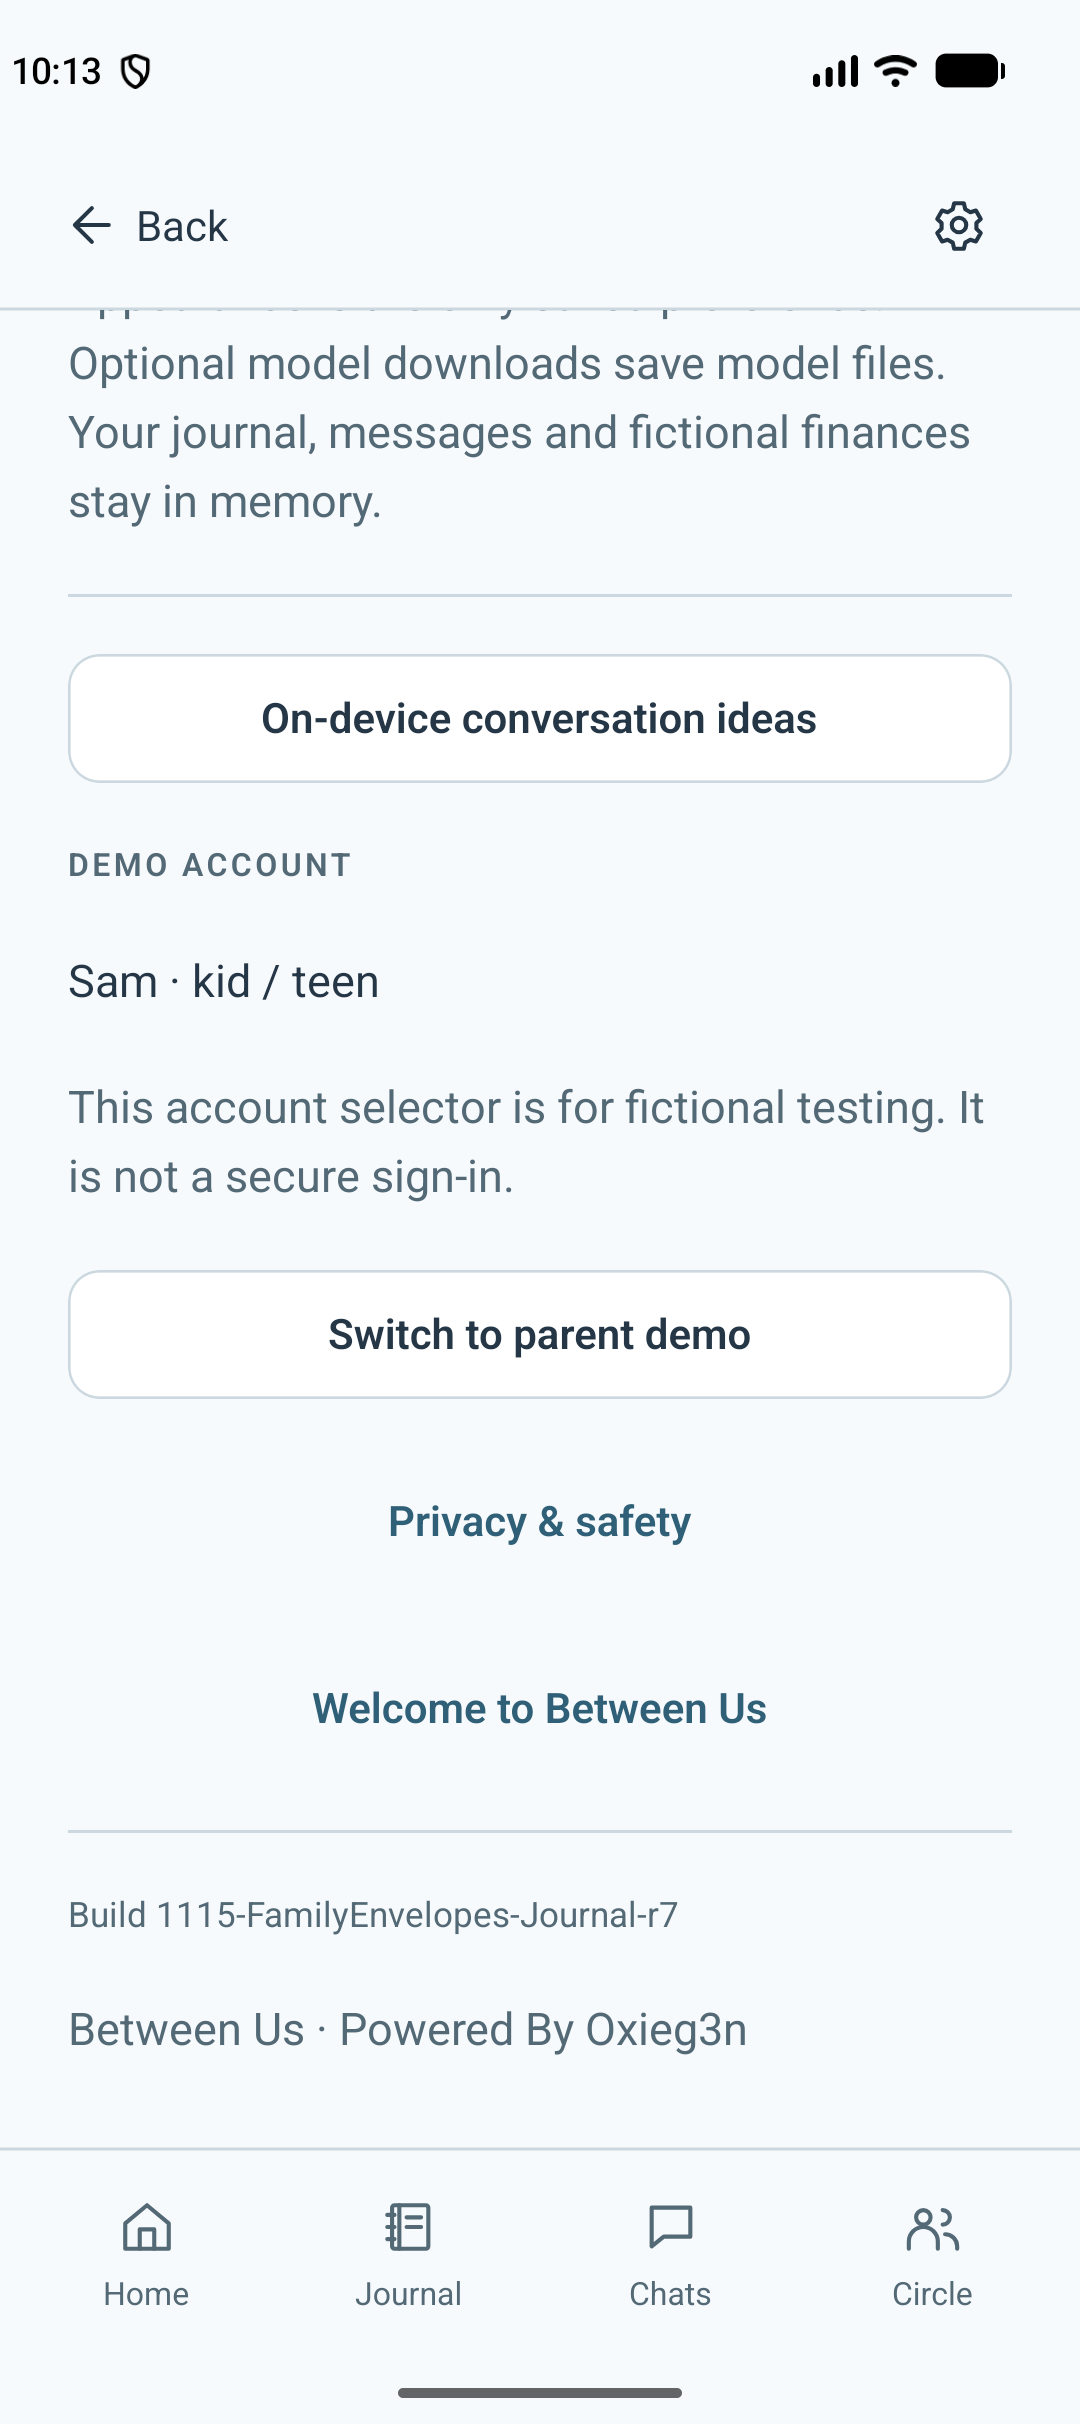 10:13
Back
Optional model downloads save model files.
Your journal, messages and fictional finances
stay in memory.
On-device conversation ideas
DEMO ACCOUNT
Sam · kid / teen
This account selector is for fictional testing. It
is not a secure sign-in.
Switch to parent demo
Privacy & safety
Welcome to Between Us
Build 1115-FamilyEnvelopes-Journal-r7
Between Us · Powered By Oxieg3n
Home
Journal
Chats
Circle